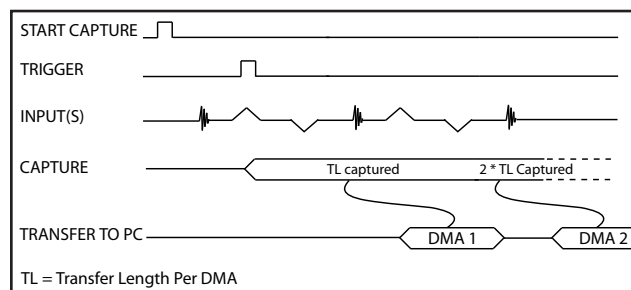 START CAPTURE
TRIGGER
INPUT(S)
CAPTURE
TL captured
2 * TL Captured
TRANSFER TO PC
DMA 1
DMA 2
TL = Transfer Length Per DMA